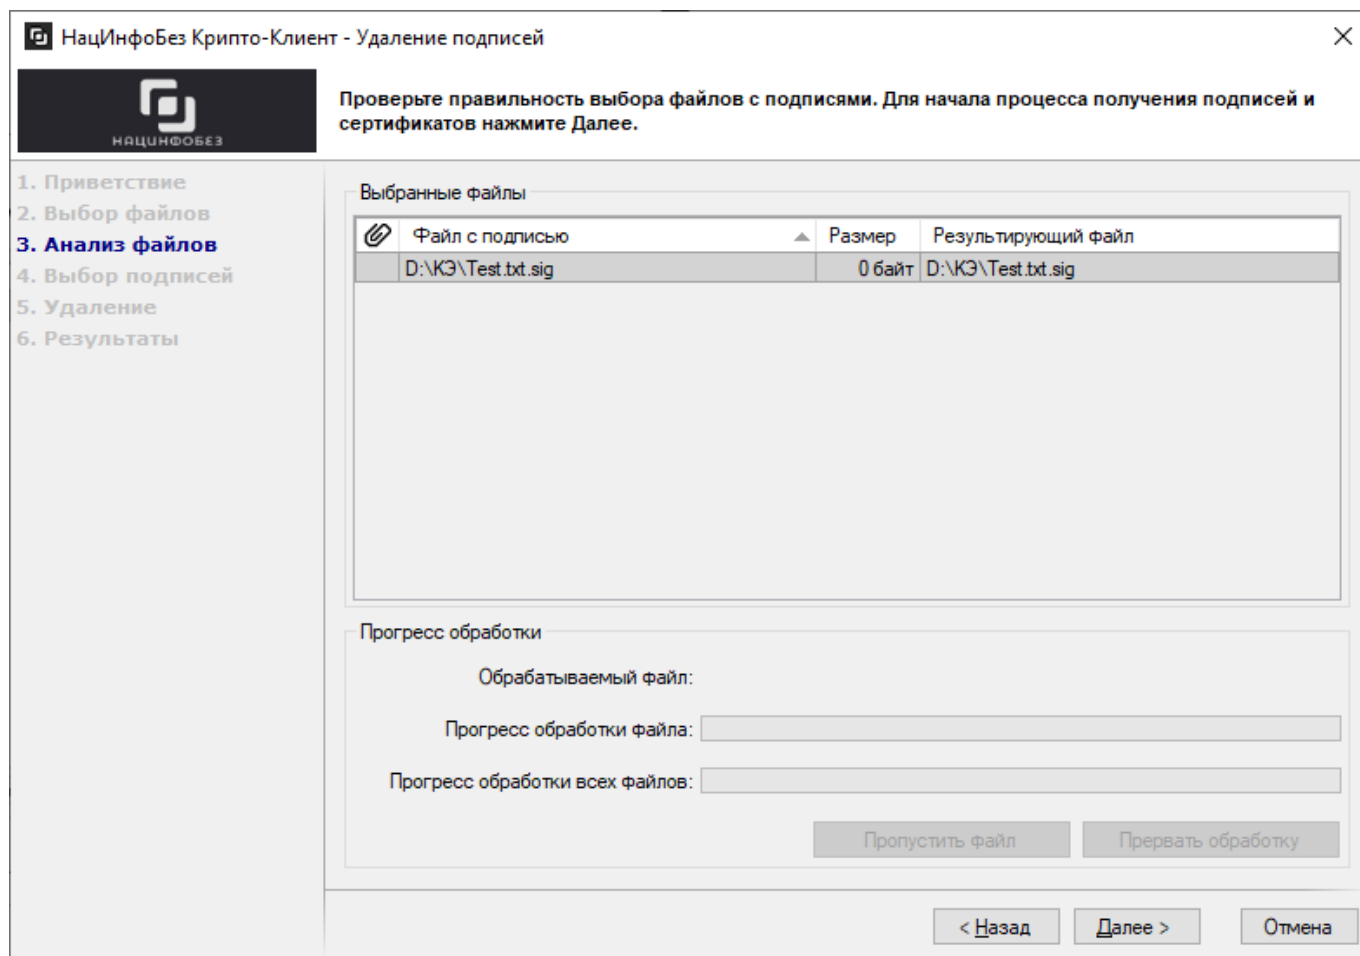 НацИнфоБез Крипто-Клиент - Удаление подписей
НАЦИНФОБЕЗ
Проверьте правильность выбора файлов с подписями. Для начала процесса получения подписей и
сертификатов нажмите Далее.
1. Приветствие
2. Выбор файлов
3. Анализ файлов
4. Выбор подписей
5. Удаление
6. Результаты
Выбранные файлы
Файл с подписью Размер Результирующий файл
D:\КЭ\Test.txt.sig 0 байт D:\КЭ\Test.txt.sig
Прогресс обработки
Обрабатываемый файл:
Прогресс обработки файла:
Прогресс обработки всех файлов:
Пропустить файл Прервать обработку
< Назад Далее > Отмена